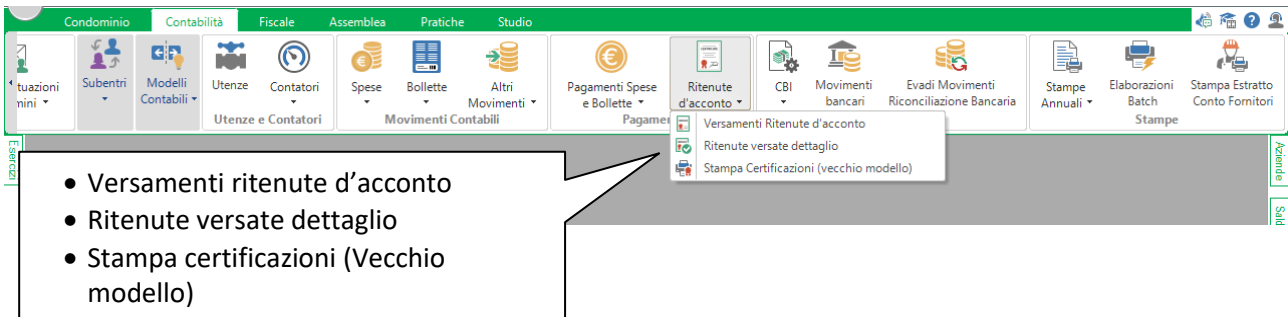 Condominio Contabilità Fiscale Assemblea Pratiche Studio
tuazioni
mini
Subentri
Modelli
Contabili
Utenze
Contatori
Utenze e Contatori
Spese
Bollette
Altri
Movimenti
Movimenti Contabili
Pagamenti Spese
e Bollette
Ritenute
d'acconto
Pagamen
CBI
Movimenti
bancari
Evadi Movimenti
Riconciliazione Bancaria
Stampe
Annuali
Elaborazioni
Batch
Stampa Estratto
Conto Fornitori
Stampe
Versamenti Ritenute d'acconto
Ritenute versate dettaglio
Stampa Certificazioni (vecchio modello)
Esercizi
Aziende
Sald
• Versamenti ritenute d’acconto
• Ritenute versate dettaglio
• Stampa certificazioni (Vecchio
modello)